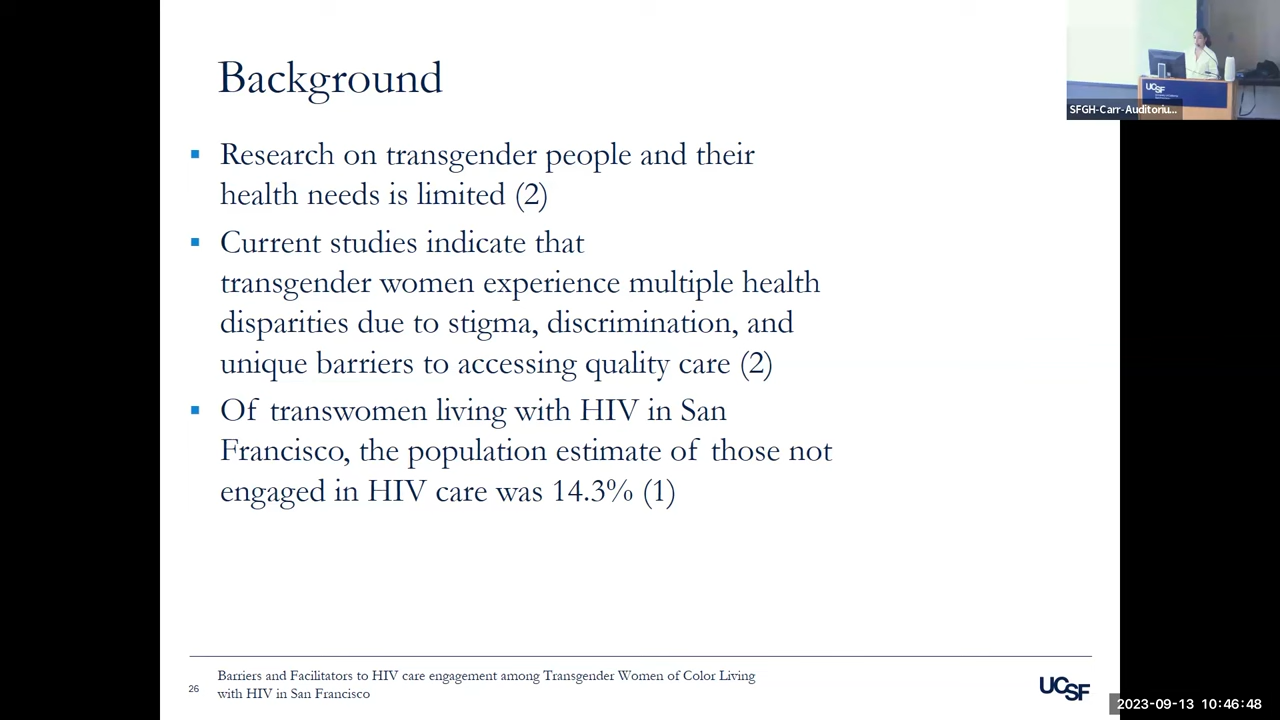 Background
Research on transgender people and their
health needs is limited (2)
Current studies indicate that
transgender women experience multiple health
disparities due to stigma, discrimination, and
unique barriers to accessing quality care (2)
Of transwomen living with HIV in San
Francisco, the population estimate of those not
engaged in HIV care was 14.3% (1)
UCSF
SFGH-Carr-Auditoriu...
26
Barriers and Facilitators to HIV care engagement among Transgender Women of Color Living
with HIV in San Francisco
UCSF
2023-09-13 10:46:48